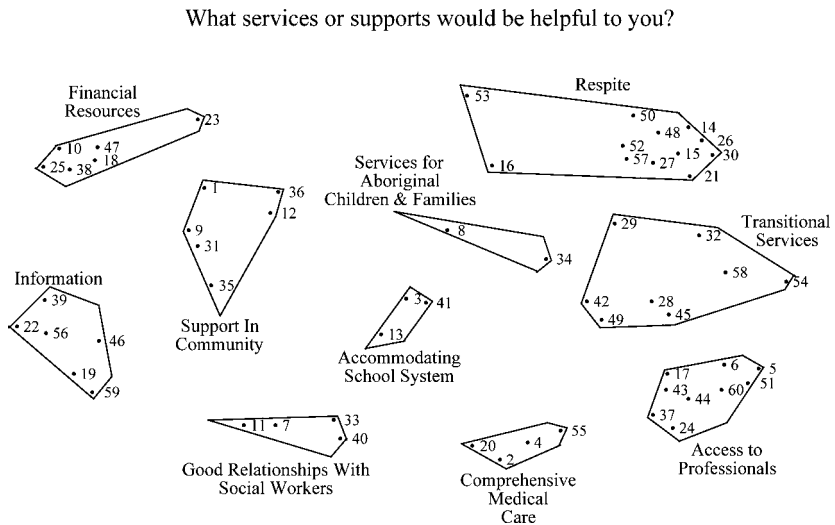 What services or supports would be helpful to you?
Financial
Resources
23
10
47
18
25
38
Respite
53
50
14
48
26
52
15
30
57
27
16
21
Services for
Aboriginal
Children & Families
8
34
1
36
12
9
31
35
Support In
Community
Transitional
Services
29
32
58
54
42
28
49
45
Information
39
22
56
46
19
59
3
41
13
Accommodating
School System
6
5
17
51
43
60
44
37
24
Access to
Professionals
11
7
33
40
Good Relationships With
Social Workers
55
20
4
2
Comprehensive
Medical
Care